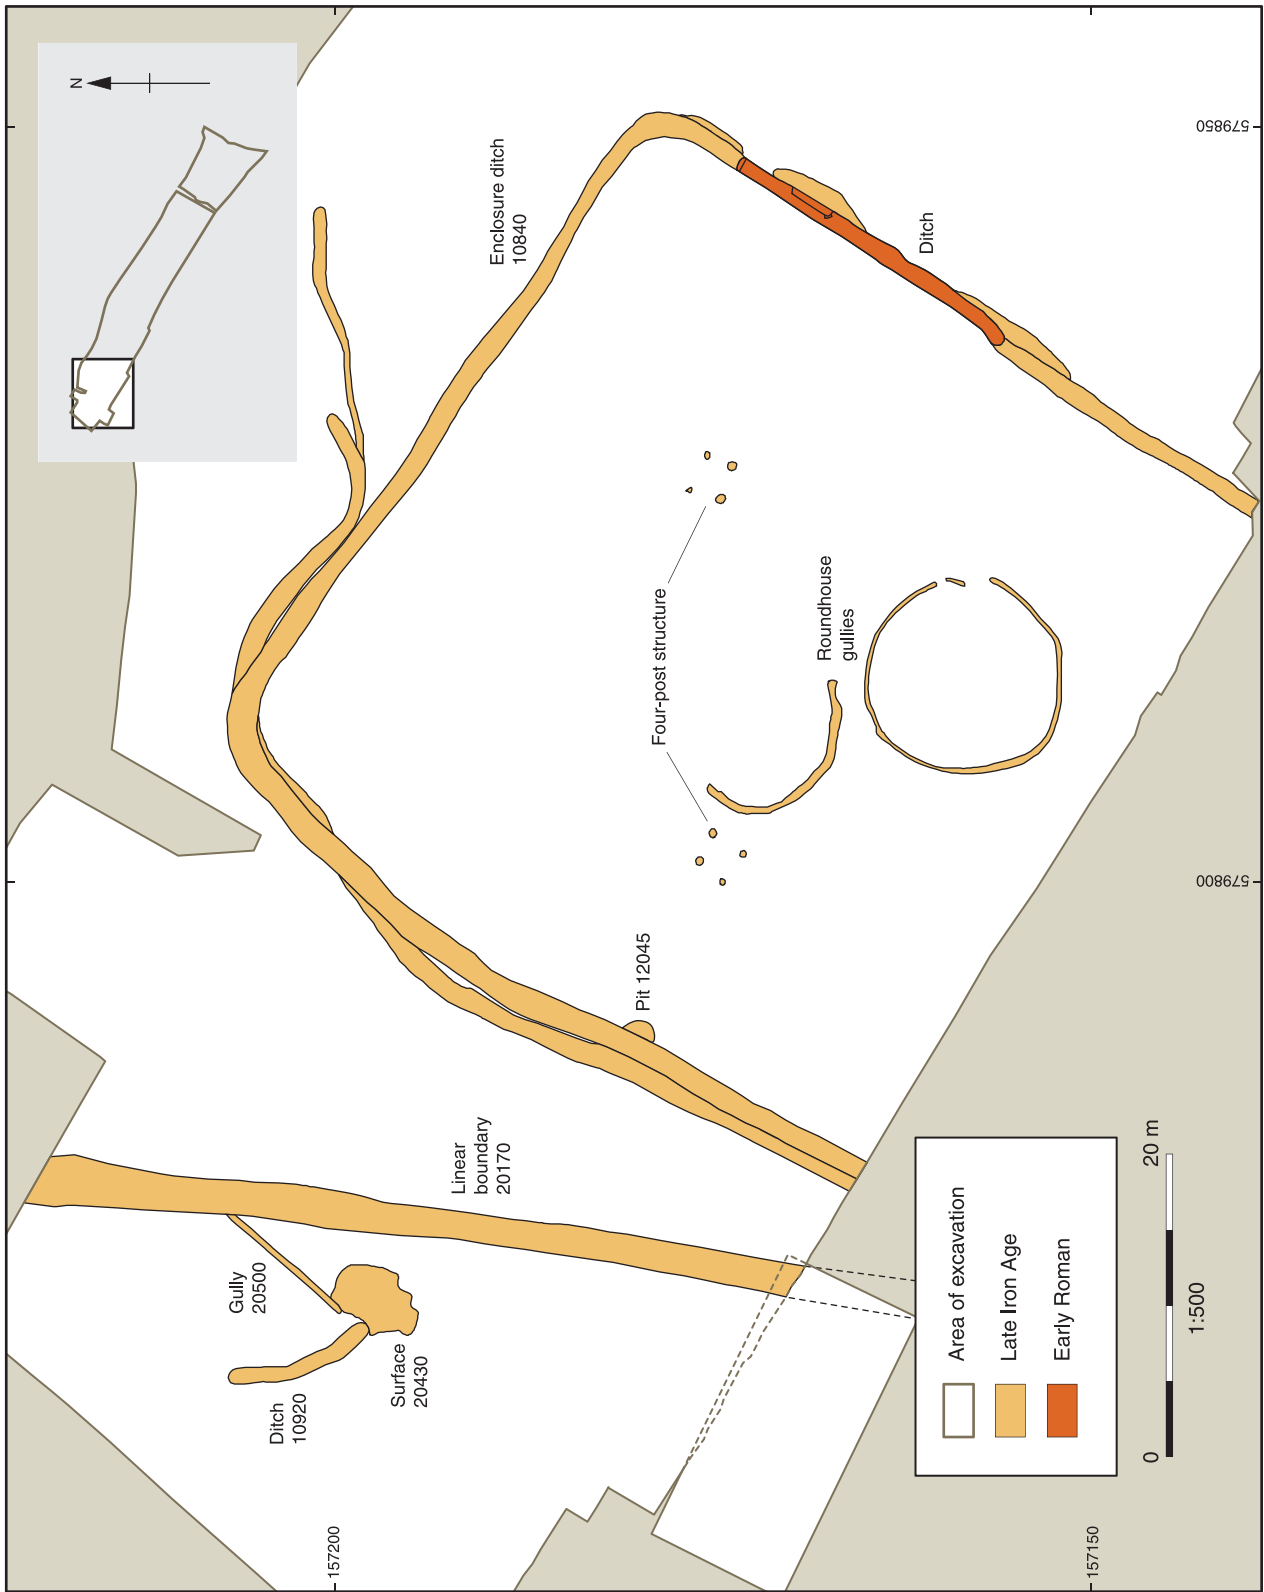 N
Enclosure ditch
10840
Ditch
579850
Four-post structure
Roundhouse
gullies
579800
Pit 12045
Linear
boundary
20170
Gully
20500
Surface
20430
Ditch
10920
Area of excavation
Late Iron Age
Early Roman
0
20 m
1:500
157200
157150